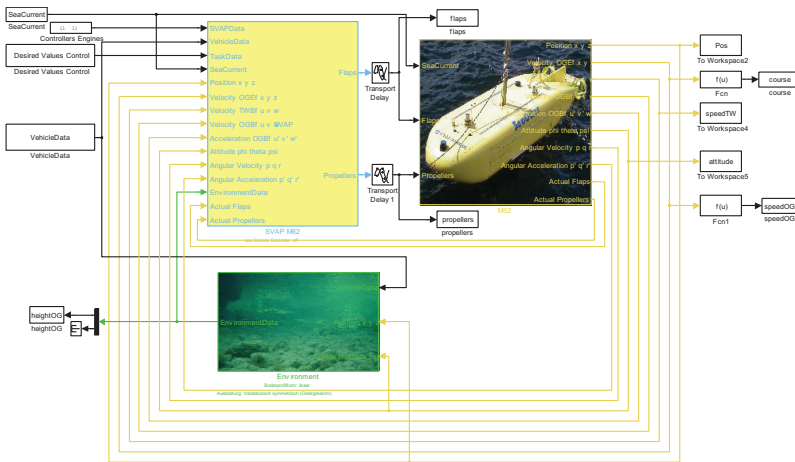 SeaCurrent
SeaCurrent
Controllers Engines
Desired Values Control
Desired Values Control
VehicleData
VehicleData
SVAPData
VehicleData
TaskData
SeaCurrent
Position x y z
Velocity OGEf x y z
Velocity TWBf u v w
Acceleration OGBf u' v' w'
Attitude phi theta psi
Angular Velocity p q r
Angular Acceleration p' q' r'
EnvironmentData
Actual Flaps
Actual Propellers
Flaps
Propellers
SVAP M62
Transport
Delay
Transport
Delay 1
flaps
flaps
propellers
propellers
SeaCurrent
Flaps
Propellers
Position x y z
Velocity OGEf x y
Attitude phi theta psi
Angular Velocity p q r
Angular Acceleration p' q' r'
Actual Flaps
Actual Propellers
M62
Pos
To Workspace2
f(u)
Fcn
course
course
speedTW
To Workspace4
attitude
To Workspace5
f(u)
Fcn1
speedOG
speedOG
heightOG
heightOG
EnvironmentData
Environment